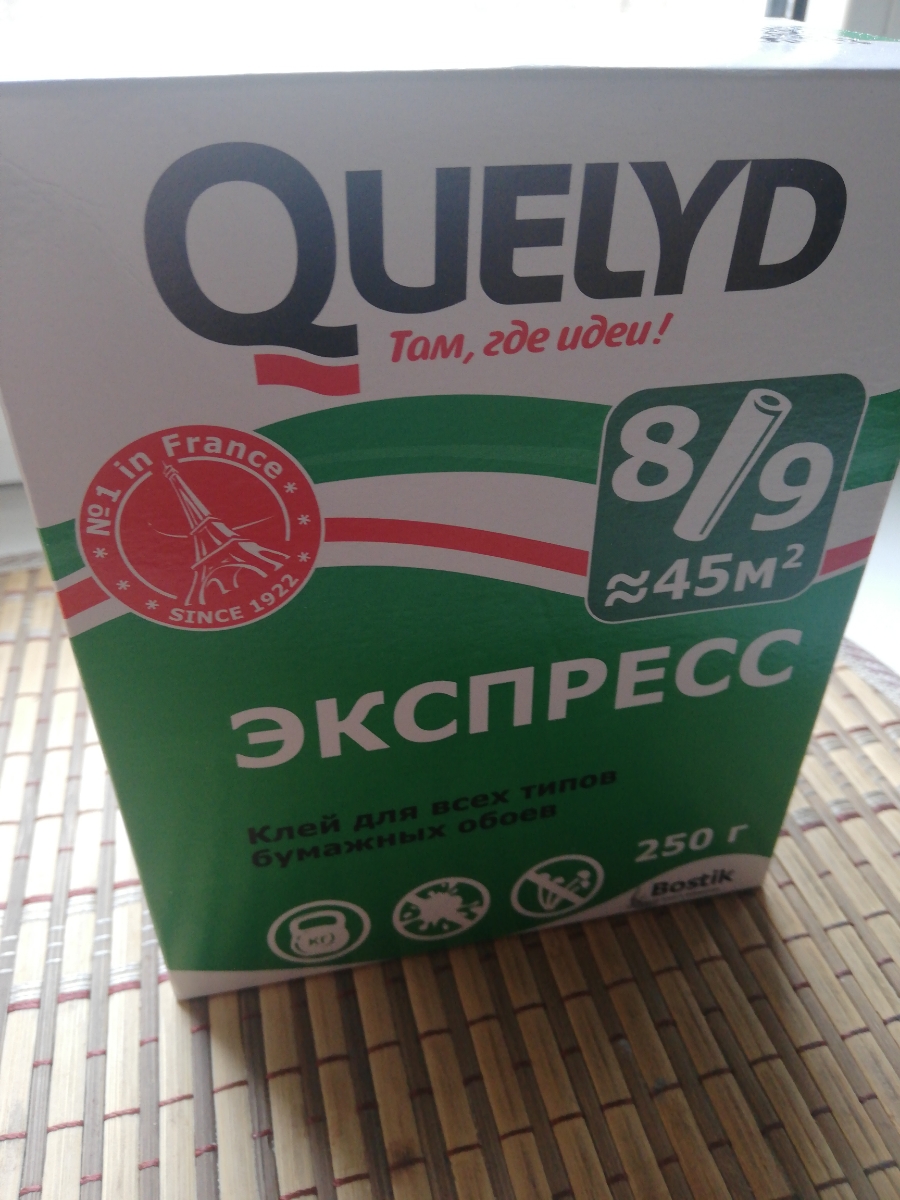 QUELYD
Там, где идеи!
№1 in France
SINCE 1922
8/9
≈45м²
ЭКСПРЕСС
Клей для всех типов
бумажных обоев
250 г
КГ
Bostik